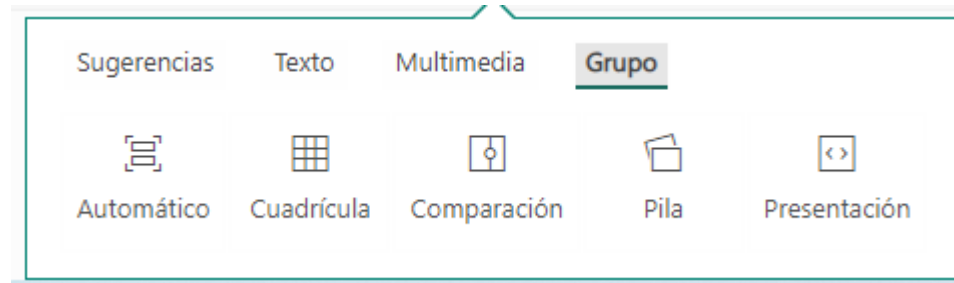 Sugerencias Texto Multimedia Grupo
Automático Cuadrícula Comparación Pila Presentación